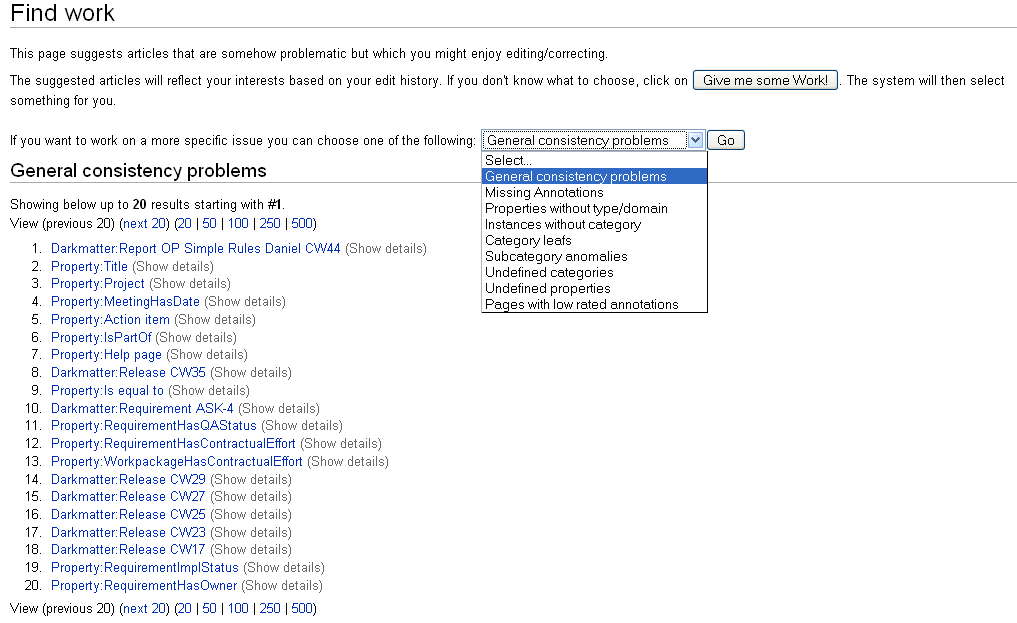 Find work
This page suggests articles that are somehow problematic but which you might enjoy editing/correcting.
The suggested articles will reflect your interests based on your edit history. If you don't know what to choose, click on Give me some Work! . The system will then select
something for you.
If you want to work on a more specific issue you can choose one of the following: General consistency problems Go
Select...
General consistency problems
Missing Annotations
Properties without type/domain
Instances without category
Category leafs
Subcategory anomalies
Undefined categories
Undefined properties
Pages with low rated annotations
General consistency problems
Showing below up to 20 results starting with #1.
View (previous 20) (next 20) (20 | 50 | 100 | 250 | 500)
1. Darkmatter:Report OP Simple Rules Daniel CW44 (Show details)
2. Property:Title (Show details)
3. Property:Project (Show details)
4. Property:MeetingHasDate (Show details)
5. Property:Action item (Show details)
6. Property:IsPartOf (Show details)
7. Property:Help page (Show details)
8. Darkmatter:Release CW35 (Show details)
9. Property:Is equal to (Show details)
10. Darkmatter:Requirement ASK-4 (Show details)
11. Property:RequirementHasQAStatus (Show details)
12. Property:RequirementHasContractualEffort (Show details)
13. Property:WorkpackageHasContractualEffort (Show details)
14. Darkmatter:Release CW29 (Show details)
15. Darkmatter:Release CW27 (Show details)
16. Darkmatter:Release CW25 (Show details)
17. Darkmatter:Release CW23 (Show details)
18. Darkmatter:Release CW17 (Show details)
19. Property:RequirementImplStatus (Show details)
20. Property:RequirementHasOwner (Show details)
View (previous 20) (next 20) (20 | 50 | 100 | 250 | 500)